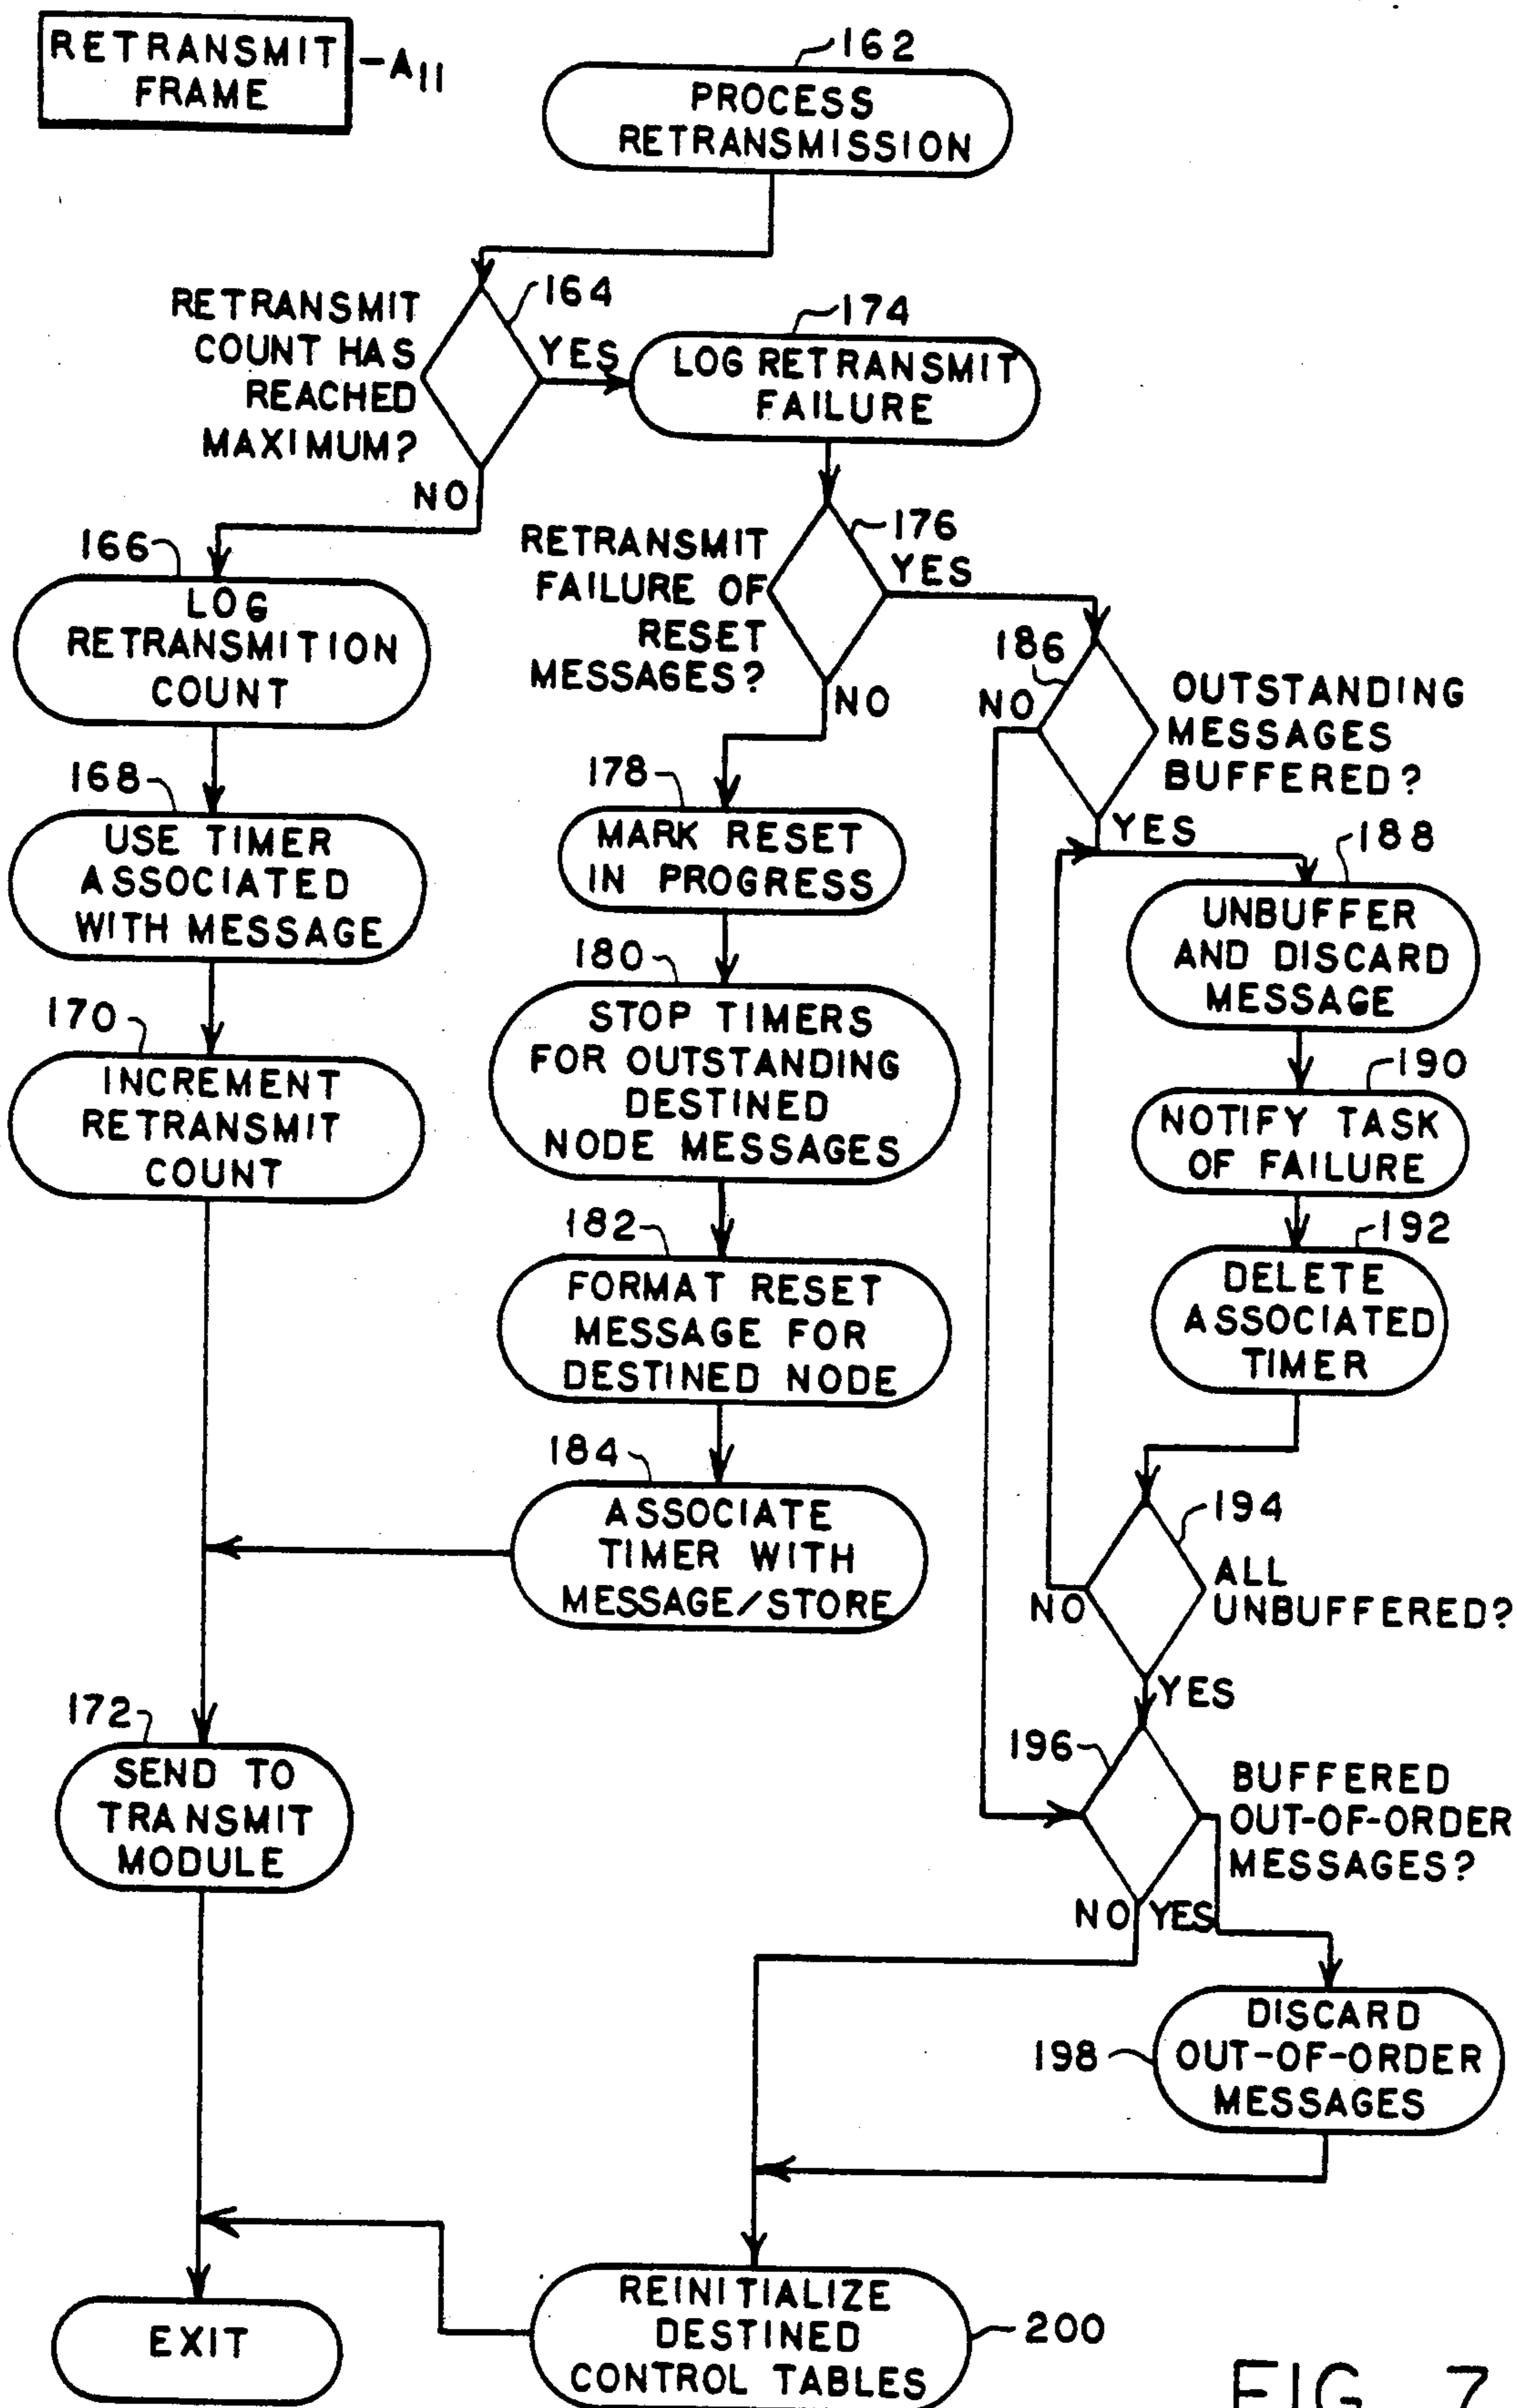 RETRANSMIT
FRAME
-A11
162
PROCESS
RETRANSMISSION
164
RETRANSMIT
COUNT HAS
REACHED
MAXIMUM?
YES
NO
174
LOG RETRANSMIT
FAILURE
166
LOG
RETRANSMITION
COUNT
176
RETRANSMIT
FAILURE OF
RESET
MESSAGES?
YES
NO
186
NO
OUTSTANDING
MESSAGES
BUFFERED?
YES
168
USE TIMER
ASSOCIATED
WITH MESSAGE
178
MARK RESET
IN PROGRESS
188
UNBUFFER
AND DISCARD
MESSAGE
170
INCREMENT
RETRANSMIT
COUNT
180
STOP TIMERS
FOR OUTSTANDING
DESTINED
NODE MESSAGES
190
NOTIFY TASK
OF FAILURE
182
FORMAT RESET
MESSAGE FOR
DESTINED NODE
192
DELETE
ASSOCIATED
TIMER
184
ASSOCIATE
TIMER WITH
MESSAGE/STORE
194
ALL
UNBUFFERED?
NO
YES
172
SEND TO
TRANSMIT
MODULE
196
BUFFERED
OUT-OF-ORDER
MESSAGES?
NO
YES
198
DISCARD
OUT-OF-ORDER
MESSAGES
EXIT
REINITIALIZE
DESTINED
CONTROL TABLES
200
FIG. 7